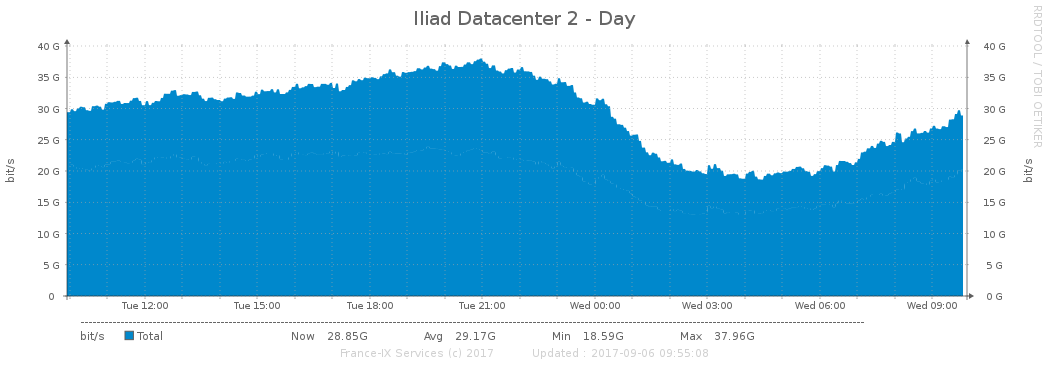 Iliad Datacenter 2 - Day
RRDTOOL / TOBI OETIKER
bit/s
40 G 40 G
35 G 35 G
30 G 30 G
25 G 25 G
20 G 20 G
15 G 15 G
10 G 10 G
5 G 5 G
0 0 G
bit/s
Tue 12:00 Tue 15:00 Tue 18:00 Tue 21:00 Wed 00:00 Wed 03:00 Wed 06:00 Wed 09:00
bit/s Total Now 28.85G Avg 29.17G Min 18.59G Max 37.96G
France-IX Services (c) 2017 Updated : 2017-09-06 09:55:08